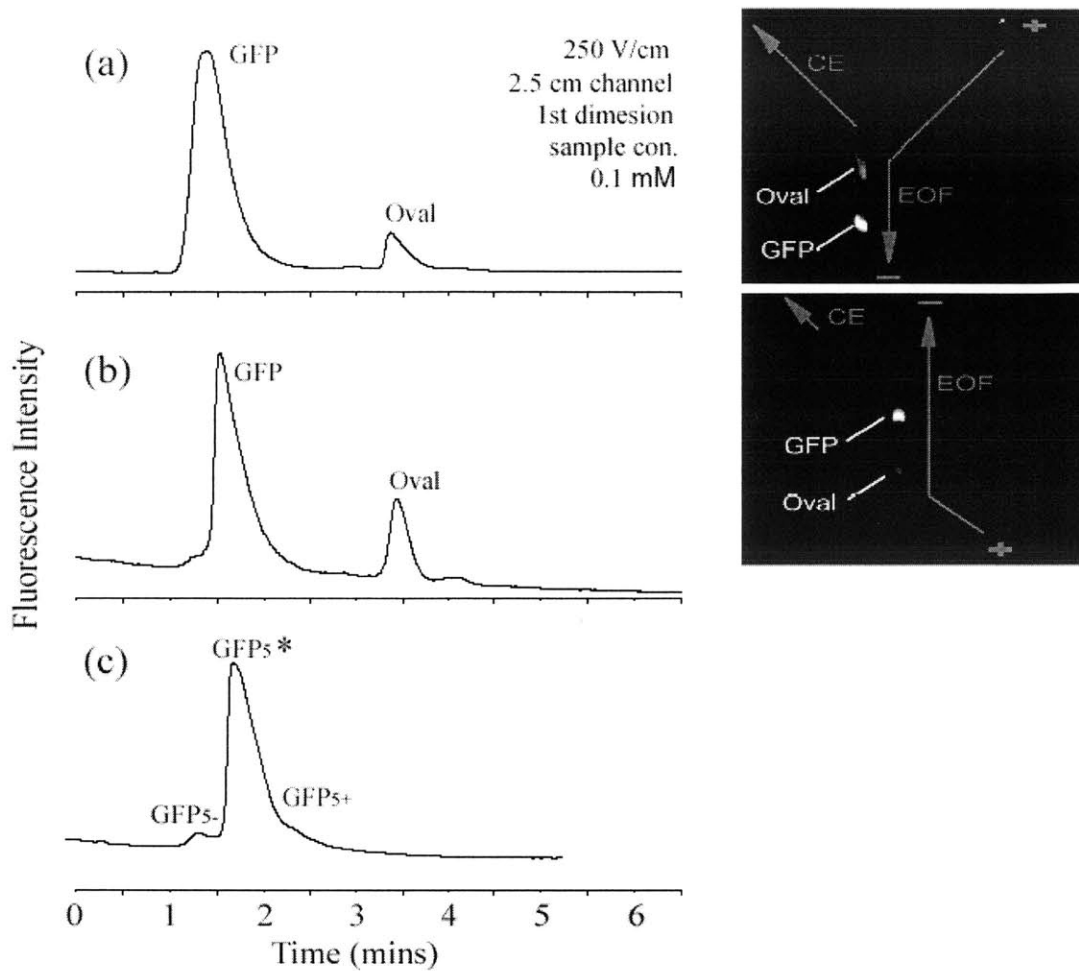 (a)
GFP
Oval
250 V/cm
2.5 cm channel
1st dimesion
sample con.
0.1 mM
CE
+
Oval
EOF
GFP
−
CE
−
EOF
GFP
Oval
+
Fluorescence Intensity
(b)
GFP
Oval
(c)
GFP5 *
GFP5-
GFP5+
0 1 2 3 4 5 6
Time (mins)